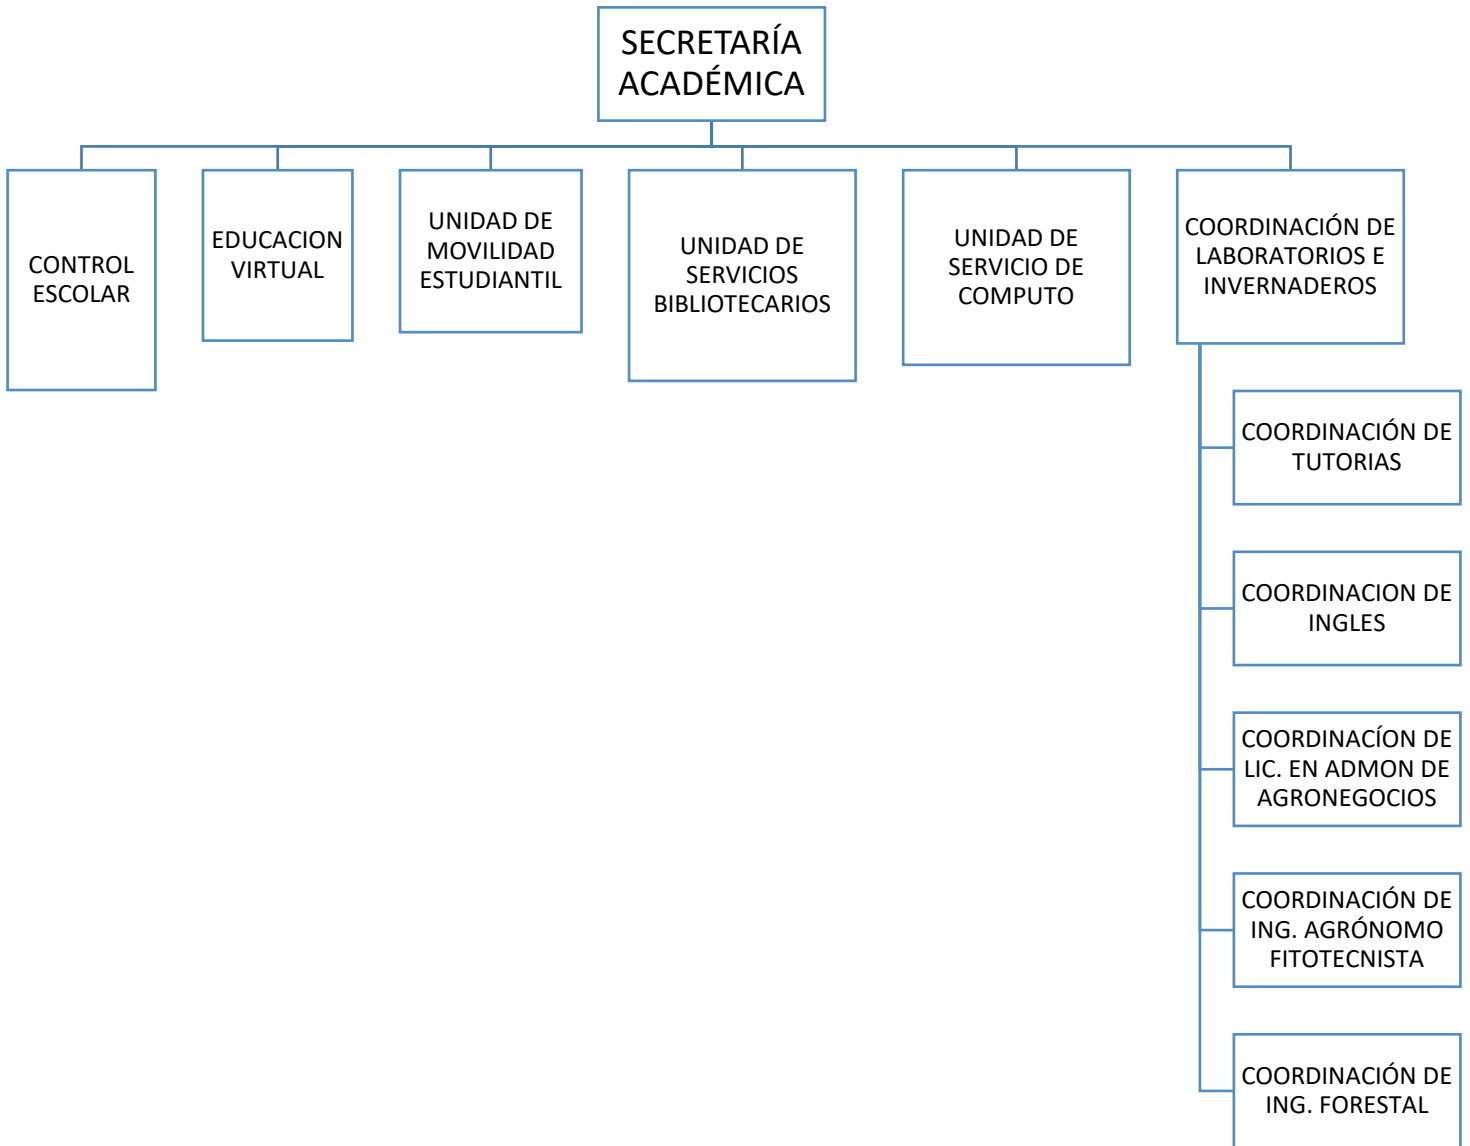 SECRETARÍA
ACADÉMICA
CONTROL
ESCOLAR
EDUCACION
VIRTUAL
UNIDAD DE
MOVILIDAD
ESTUDIANTIL
UNIDAD DE
SERVICIOS
BIBLIOTECARIOS
UNIDAD DE
SERVICIO DE
COMPUTO
COORDINACIÓN DE
LABORATORIOS E
INVERNADEROS
COORDINACIÓN DE
TUTORIAS
COORDINACION DE
INGLES
COORDINACÍON DE
LIC. EN ADMON DE
AGRONEGOCIOS
COORDINACIÓN DE
ING. AGRÓNOMO
FITOTECNISTA
COORDINACIÓN DE
ING. FORESTAL